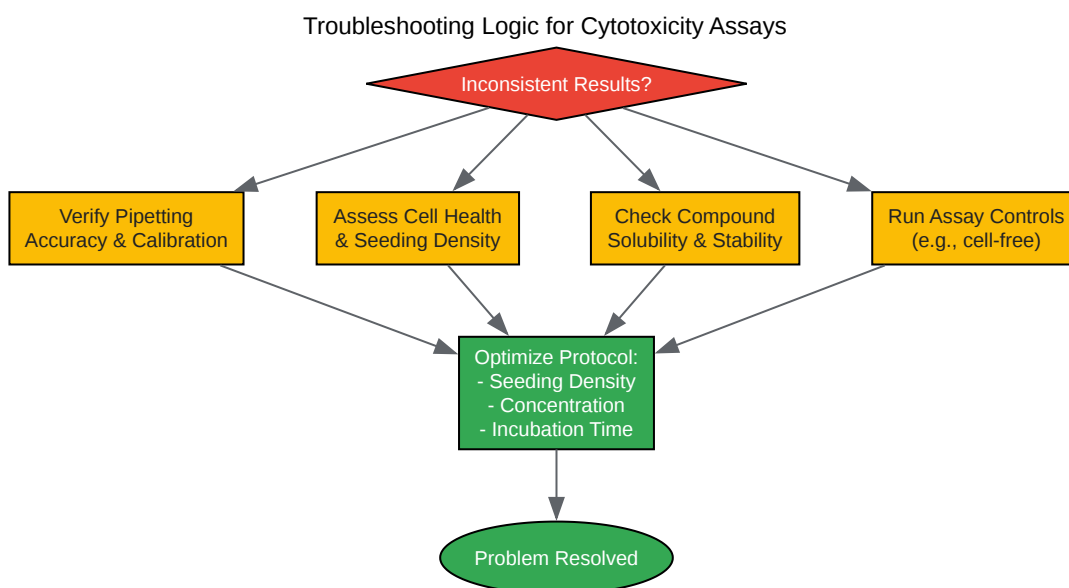 Troubleshooting Logic for Cytotoxicity Assays
Inconsistent Results?
Verify Pipetting
Accuracy & Calibration
Assess Cell Health
& Seeding Density
Check Compound
Solubility & Stability
Run Assay Controls
(e.g., cell-free)
Optimize Protocol:
- Seeding Density
- Concentration
- Incubation Time
Problem Resolved